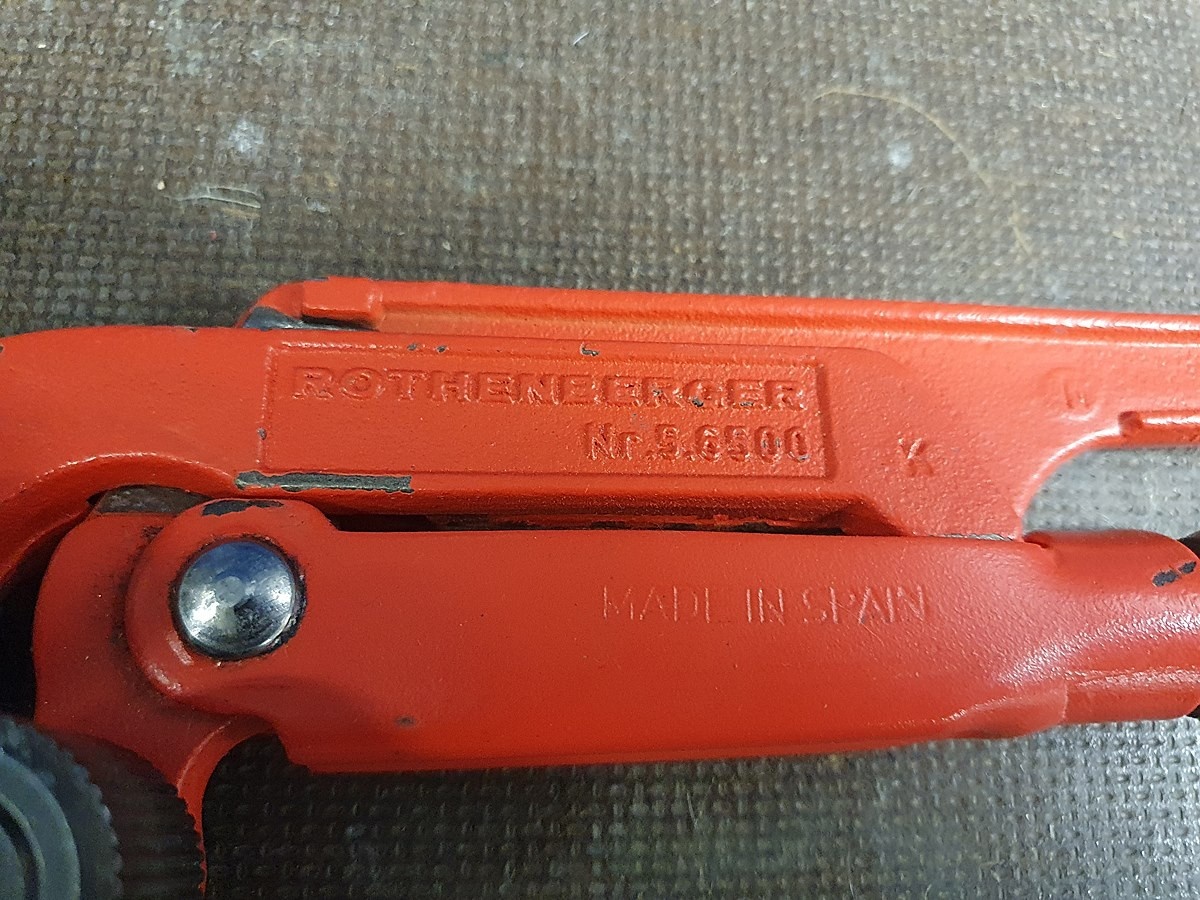 ROTHENBERGER
Nr.5.6500
W
K
MADE IN SPAIN